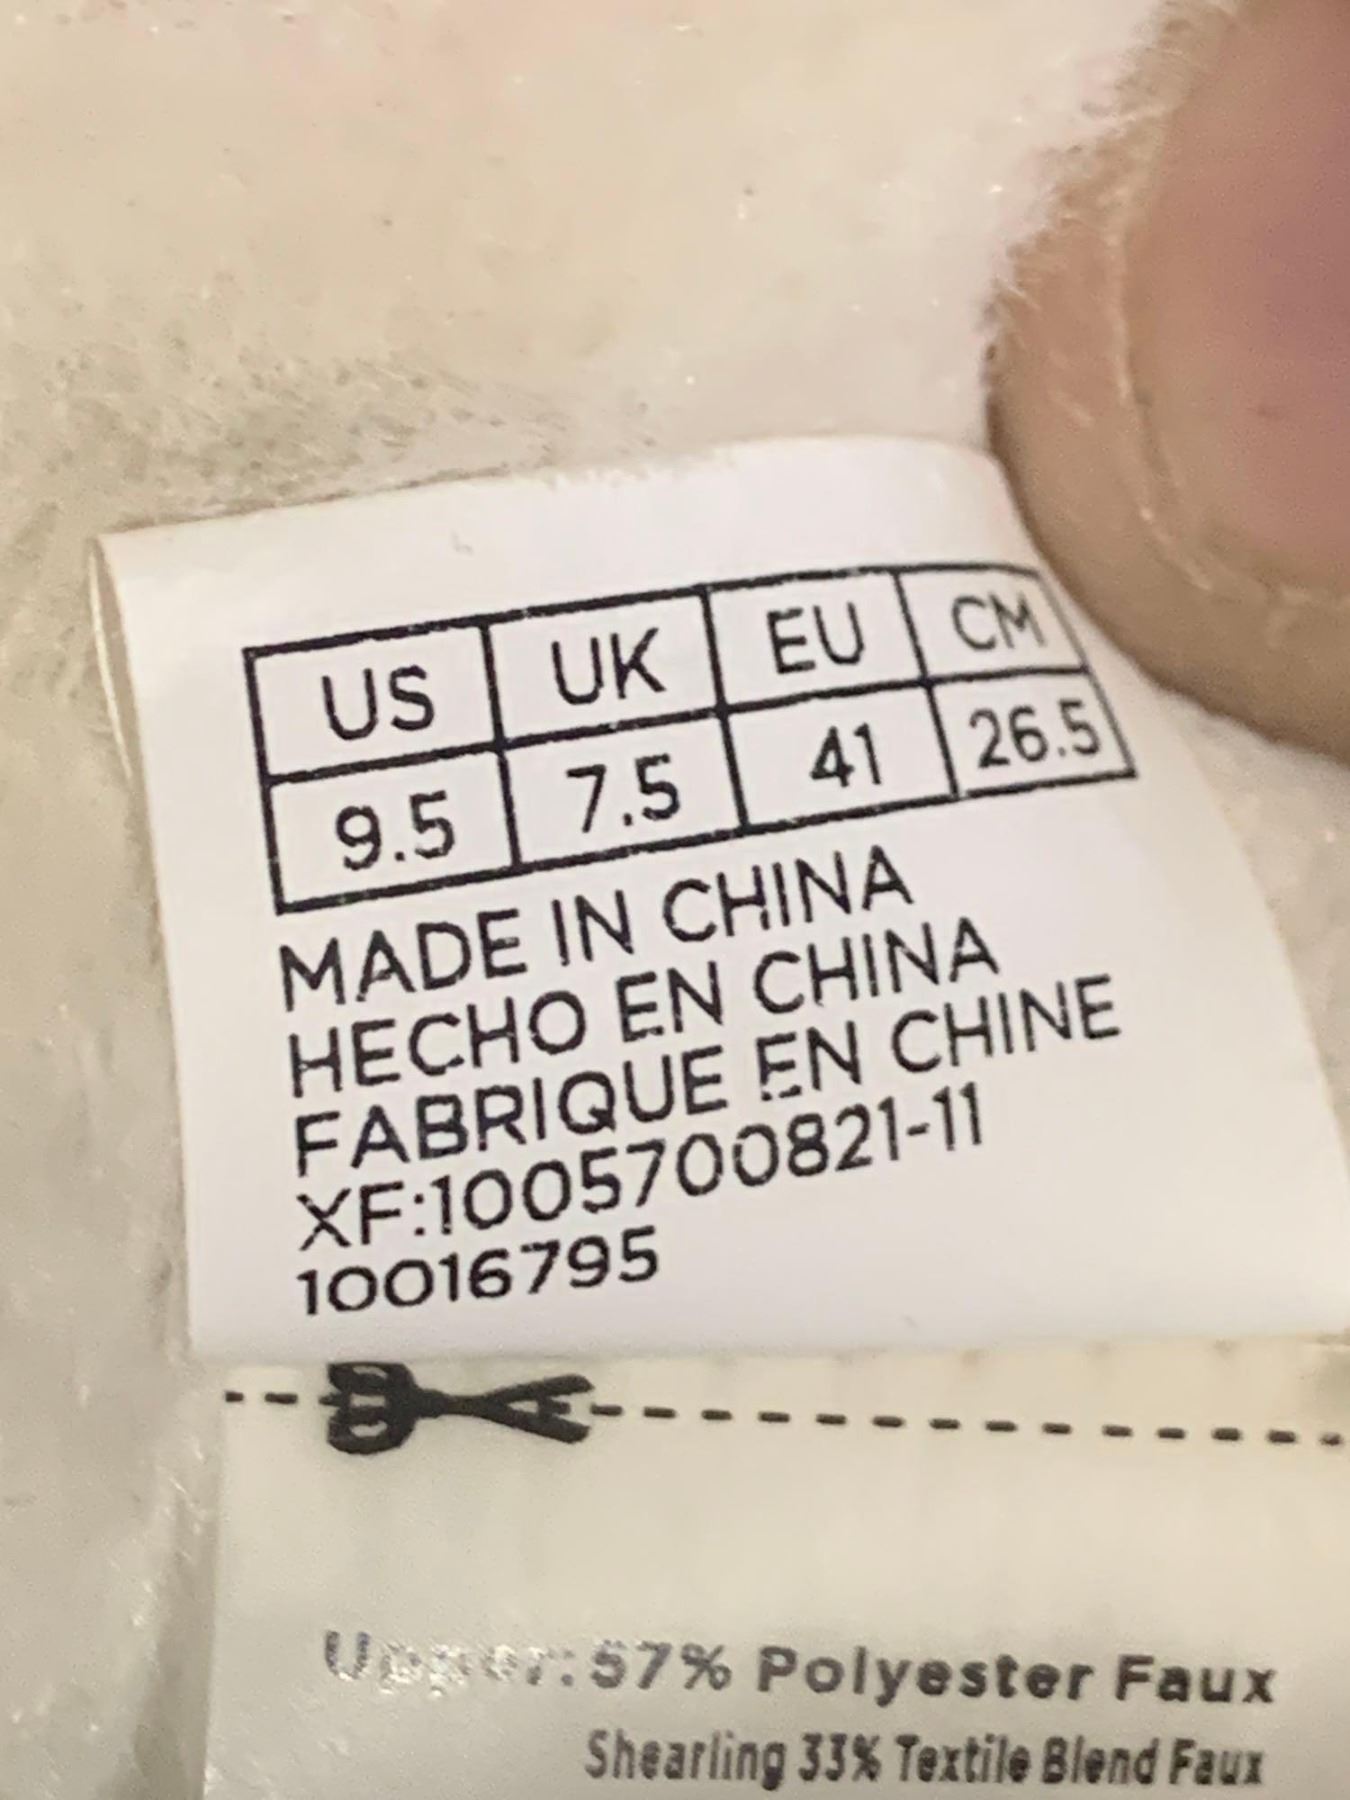 US UK EU CM
9.5 7.5 41 26.5
MADE IN CHINA
HECHO EN CHINA
FABRIQUE EN CHINE
XF:1005700821-11
10016795
Upper: 57% Polyester Faux
Shearling 33% Textile Blend Faux